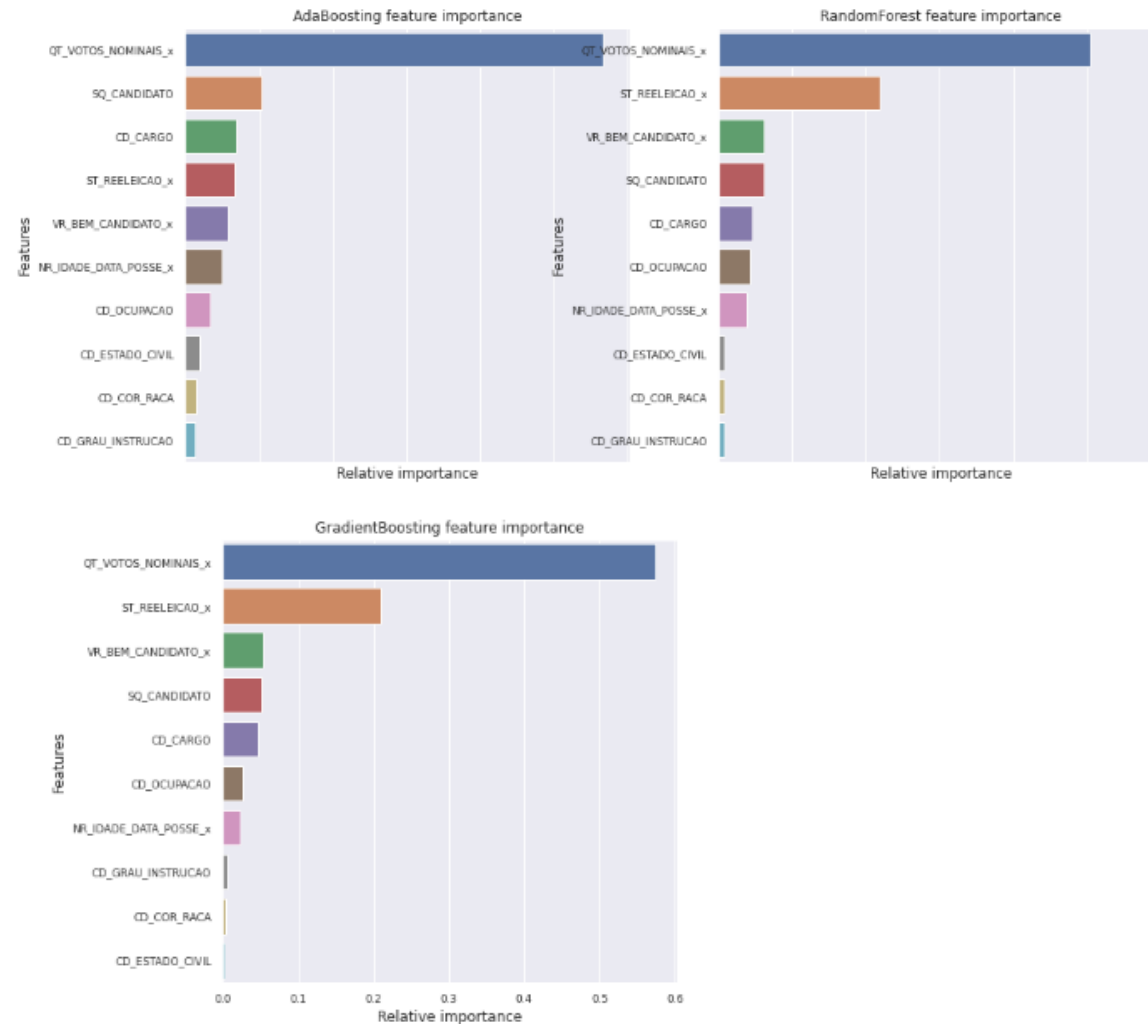 AdaBoosting feature importance
QT_VOTOS_NOMINAIS_x
SQ_CANDIDATO
CD_CARGO
ST_REELEICAO_x
VR_BEM_CANDIDATO_x
NR_IDADE_DATA_POSSE_x
CD_OCUPACAO
CD_ESTADO_CIVIL
CD_COR_RACA
CD_GRAU_INSTRUCAO
Features
Relative importance
RandomForest feature importance
QT_VOTOS_NOMINAIS_x
ST_REELEICAO_x
VR_BEM_CANDIDATO_x
SQ_CANDIDATO
CD_CARGO
CD_OCUPACAO
NR_IDADE_DATA_POSSE_x
CD_ESTADO_CIVIL
CD_COR_RACA
CD_GRAU_INSTRUCAO
Features
Relative importance
GradientBoosting feature importance
QT_VOTOS_NOMINAIS_x
ST_REELEICAO_x
VR_BEM_CANDIDATO_x
SQ_CANDIDATO
CD_CARGO
CD_OCUPACAO
NR_IDADE_DATA_POSSE_x
CD_GRAU_INSTRUCAO
CD_COR_RACA
CD_ESTADO_CIVIL
Features
0.0 0.1 0.2 0.3 0.4 0.5 0.6
Relative importance